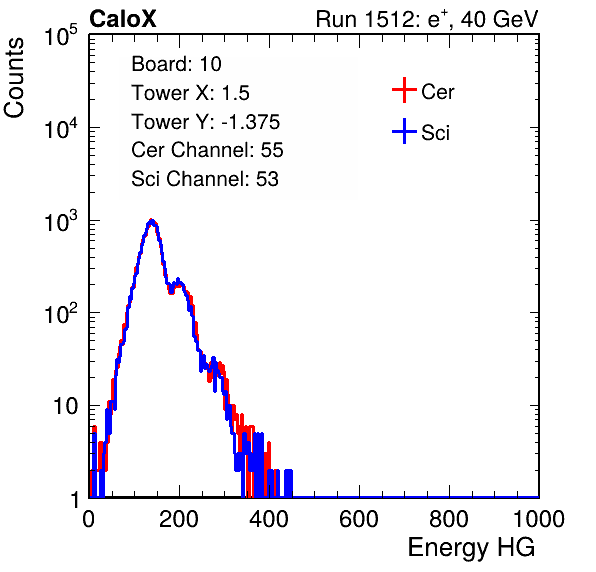 CaloX Run 1512: e⁺, 40 GeV
Counts
Board: 10
Tower X: 1.5
Tower Y: -1.375
Cer Channel: 55
Sci Channel: 53
Cer
Sci
10⁵
10⁴
10³
10²
10
1
0 200 400 600 800 1000
Energy HG